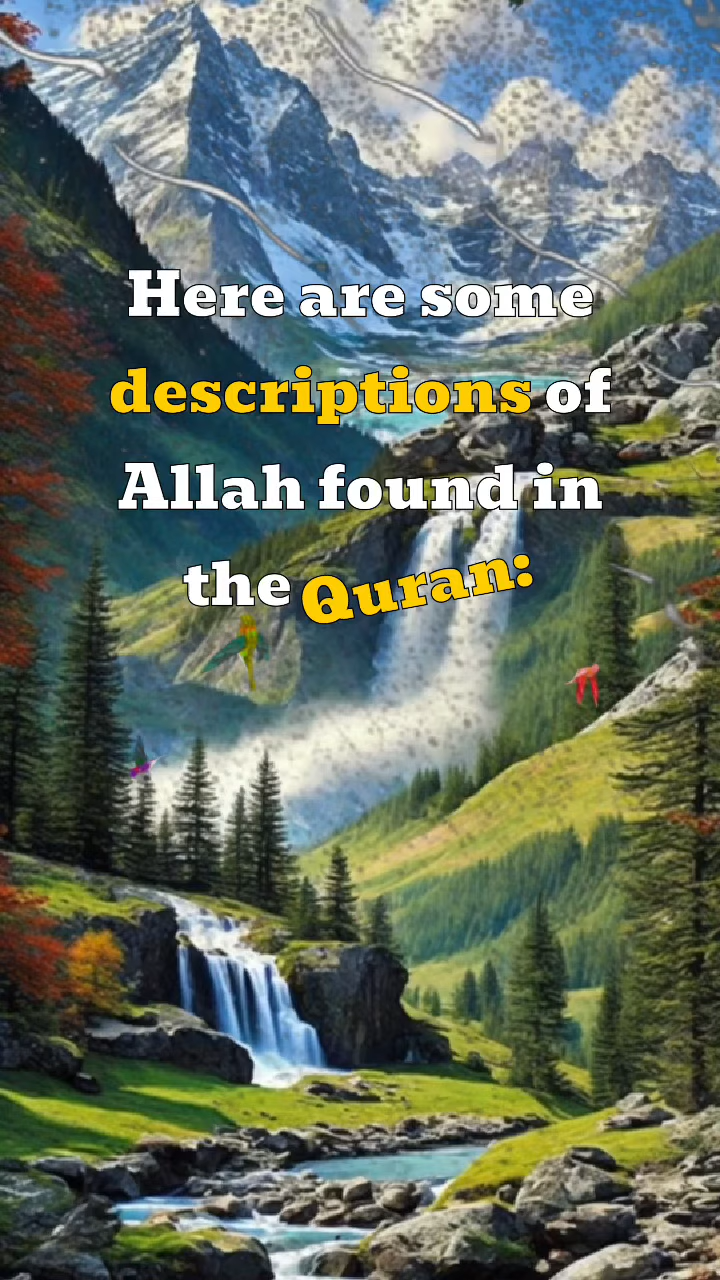 Here are some
descriptions of
Allah found in
the Quran: